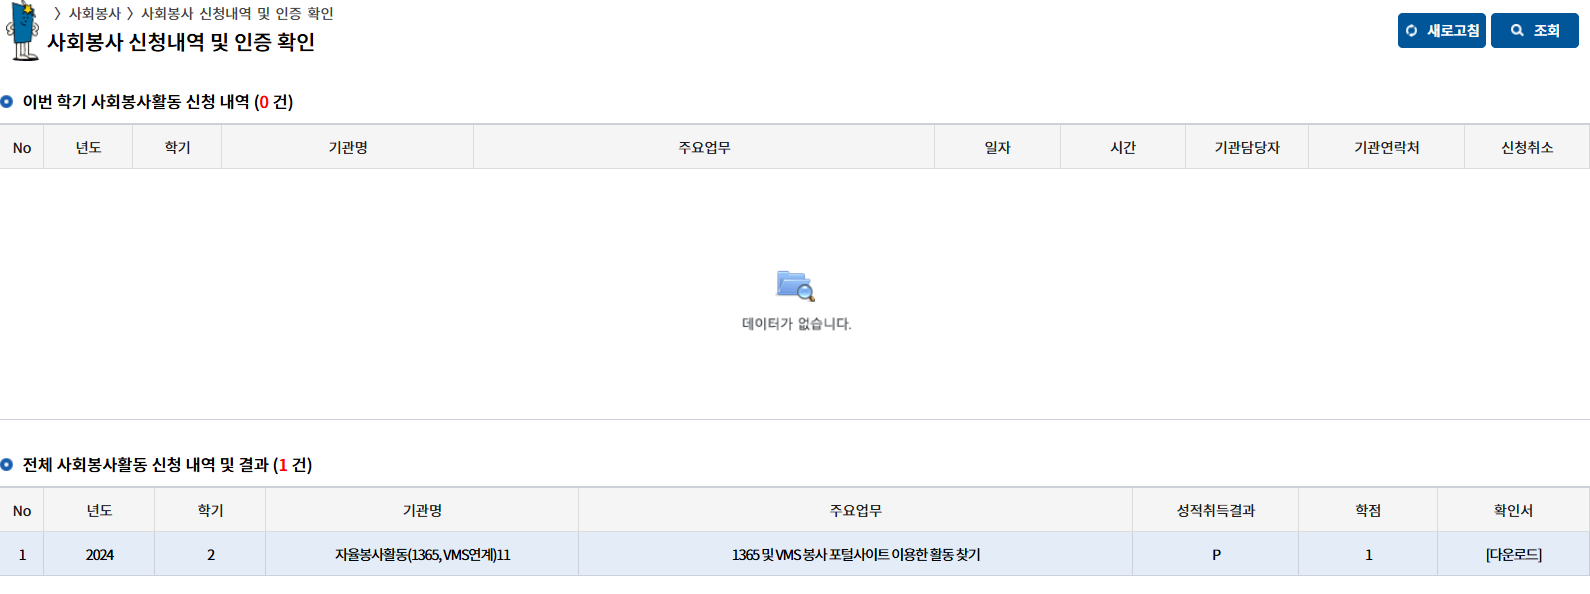 〉 사회봉사 〉 사회봉사 신청내역 및 인증 확인
사회봉사 신청내역 및 인증 확인
새로고침 조회
이번 학기 사회봉사활동 신청 내역 (0 건)
No 년도 학기 기관명 주요업무 일자 시간 기관담당자 기관연락처 신청취소
데이터가 없습니다.
전체 사회봉사활동 신청 내역 및 결과 (1 건)
No 년도 학기 기관명 주요업무 성적취득결과 학점 확인서
1 2024 2 자율봉사활동(1365, VMS연계)11 1365 및 VMS 봉사 포털사이트 이용한 활동 찾기 P 1 [다운로드]